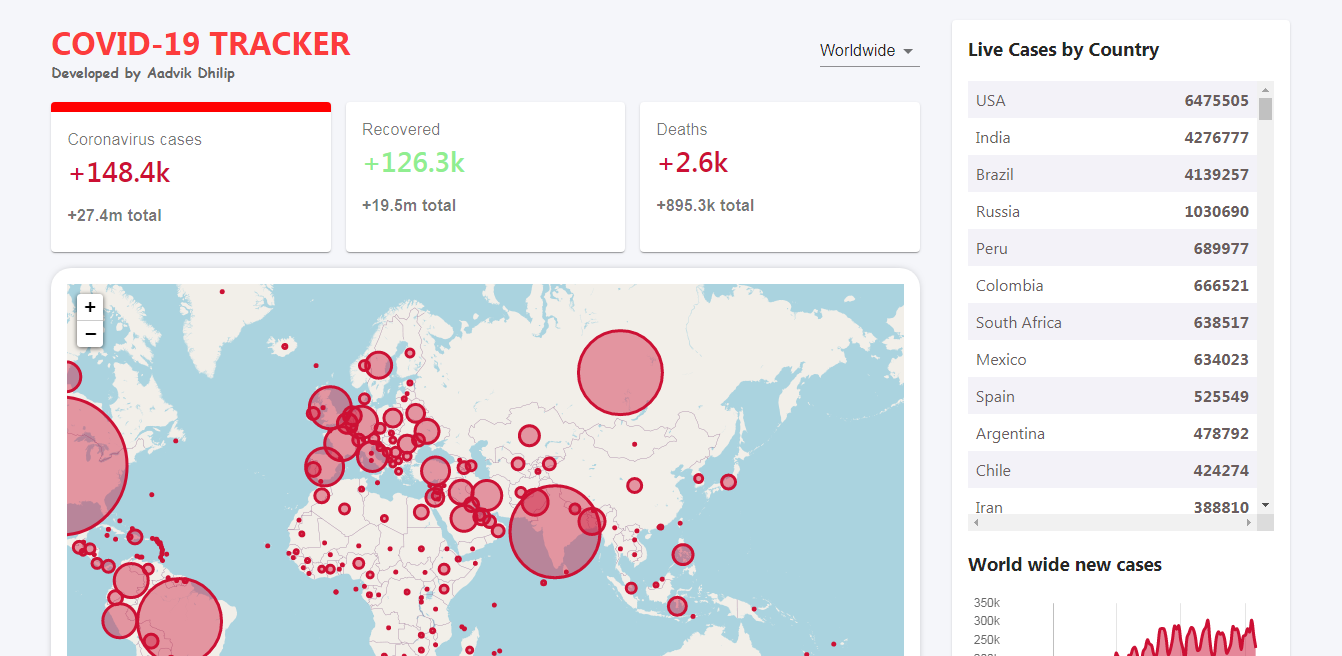 COVID-19 TRACKER
Developed by Aadvik Dhilip
Worldwide
Coronavirus cases
+148.4k
+27.4m total
Recovered
+126.3k
+19.5m total
Deaths
+2.6k
+895.3k total
+
−
Live Cases by Country
USA 6475505
India 4276777
Brazil 4139257
Russia 1030690
Peru 689977
Colombia 666521
South Africa 638517
Mexico 634023
Spain 525549
Argentina 478792
Chile 424274
Iran 388810
World wide new cases
350k
300k
250k